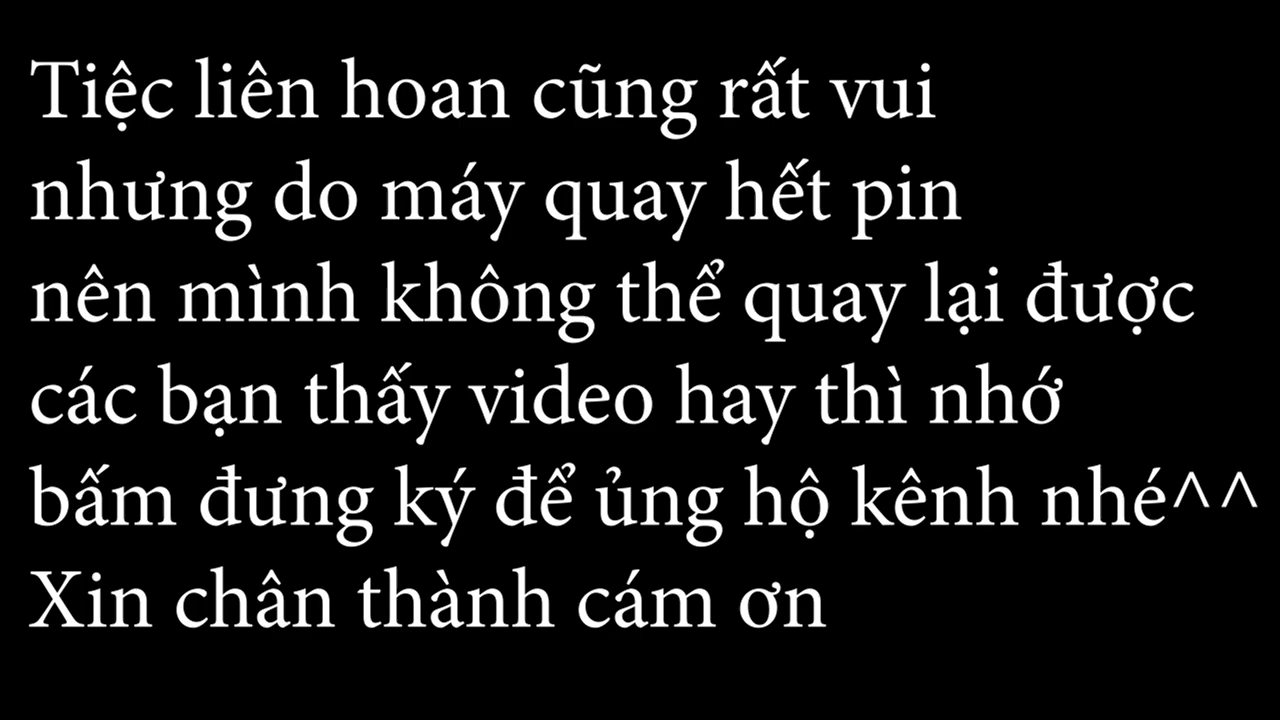 Tiệc liên hoan cũng rất vui
nhưng do máy quay hết pin
nên mình không thể quay lại được
các bạn thấy video hay thì nhớ
bấm đưng ký để ủng hộ kênh nhé^^
Xin chân thành cám ơn